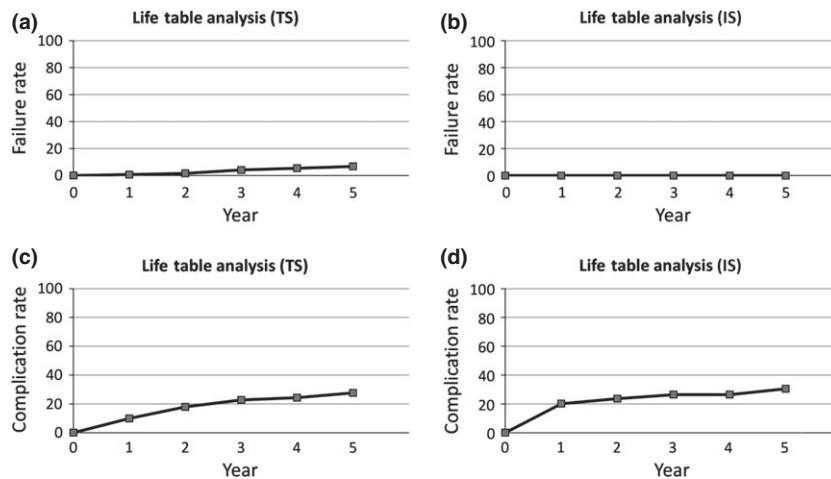 (a)
Life table analysis (TS)
Failure rate
100
80
60
40
20
0
0 1 2 3 4 5
Year
(b)
Life table analysis (IS)
Failure rate
100
80
60
40
20
0
0 1 2 3 4 5
Year
(c)
Life table analysis (TS)
Complication rate
100
80
60
40
20
0
0 1 2 3 4 5
Year
(d)
Life table analysis (IS)
Complication rate
100
80
60
40
20
0
0 1 2 3 4 5
Year